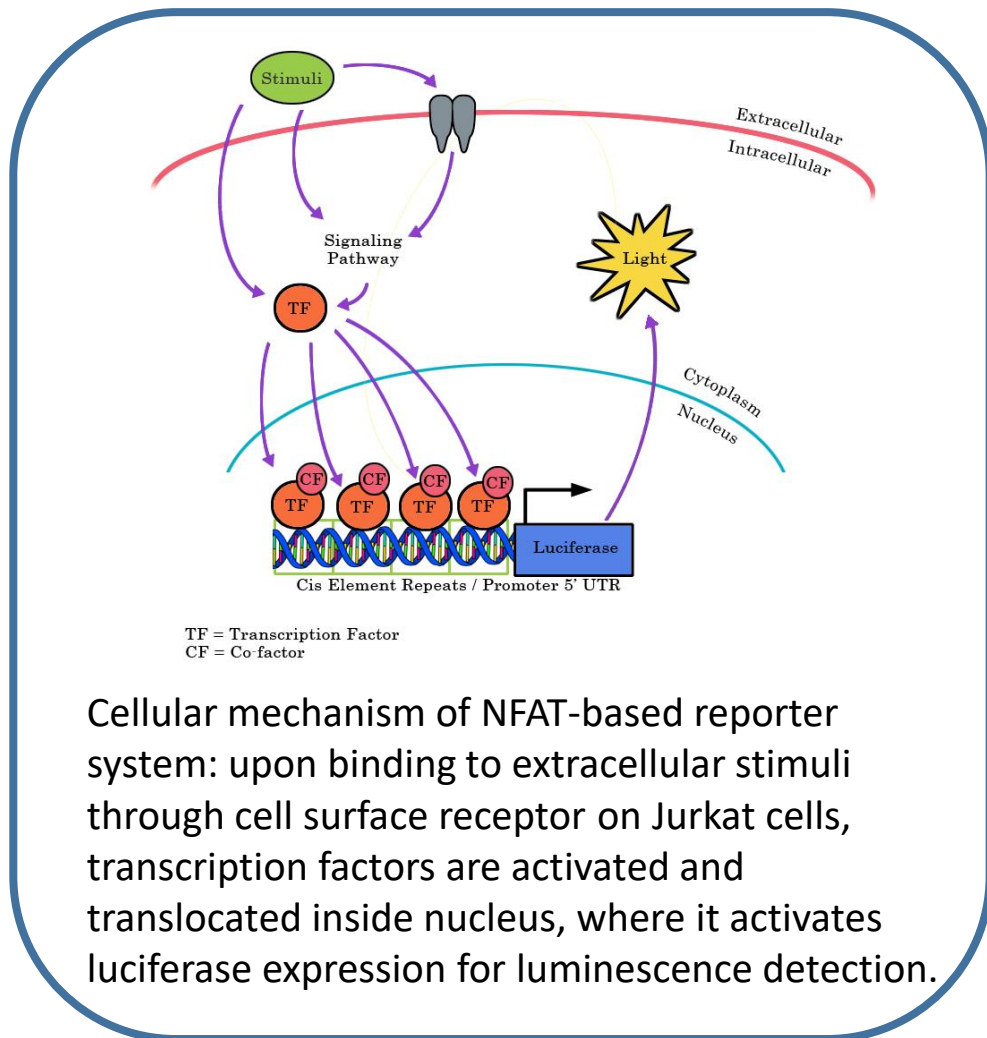 Stimuli
Extracellular
Intracellular
Signaling
Pathway
Light
TF
Cytoplasm
Nucleus
CF CF CF CF
TF TF TF TF
Luciferase
Cis Element Repeats / Promoter 5' UTR
TF = Transcription Factor
CF = Co-factor
Cellular mechanism of NFAT-based reporter
system: upon binding to extracellular stimuli
through cell surface receptor on Jurkat cells,
transcription factors are activated and
translocated inside nucleus, where it activates
luciferase expression for luminescence detection.